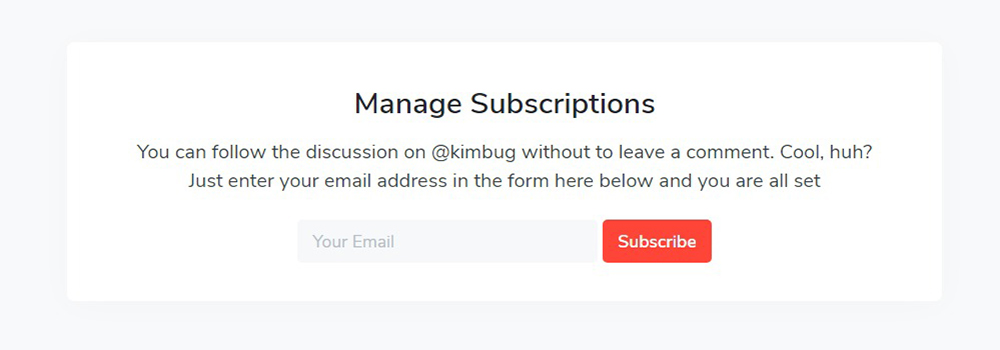 Manage Subscriptions
You can follow the discussion on @kimbug without to leave a comment. Cool, huh?
Just enter your email address in the form here below and you are all set
Your Email
Subscribe